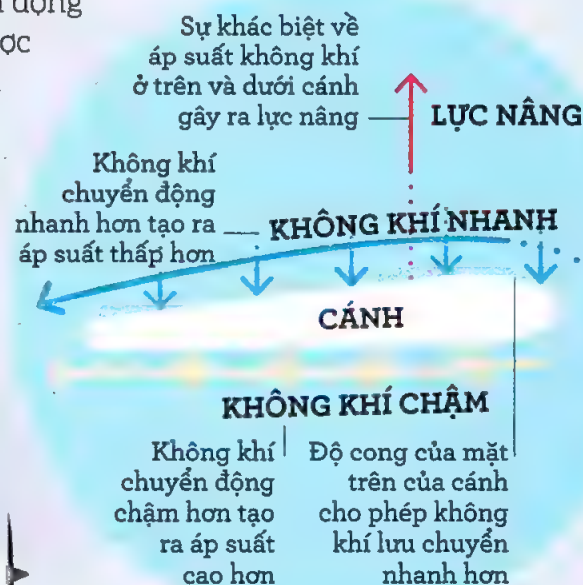 động
ợc
Sự khác biệt về
áp suất không khí
ở trên và dưới cánh
gây ra lực nâng
LỰC NÂNG
Không khí
chuyển động
nhanh hơn tạo ra
áp suất thấp hơn
KHÔNG KHÍ NHANH
CÁNH
KHÔNG KHÍ CHẬM
Không khí
chuyển động
chậm hơn tạo
ra áp suất
cao hơn
Độ cong của mặt
trên của cánh
cho phép không
khí lưu chuyển
nhanh hơn